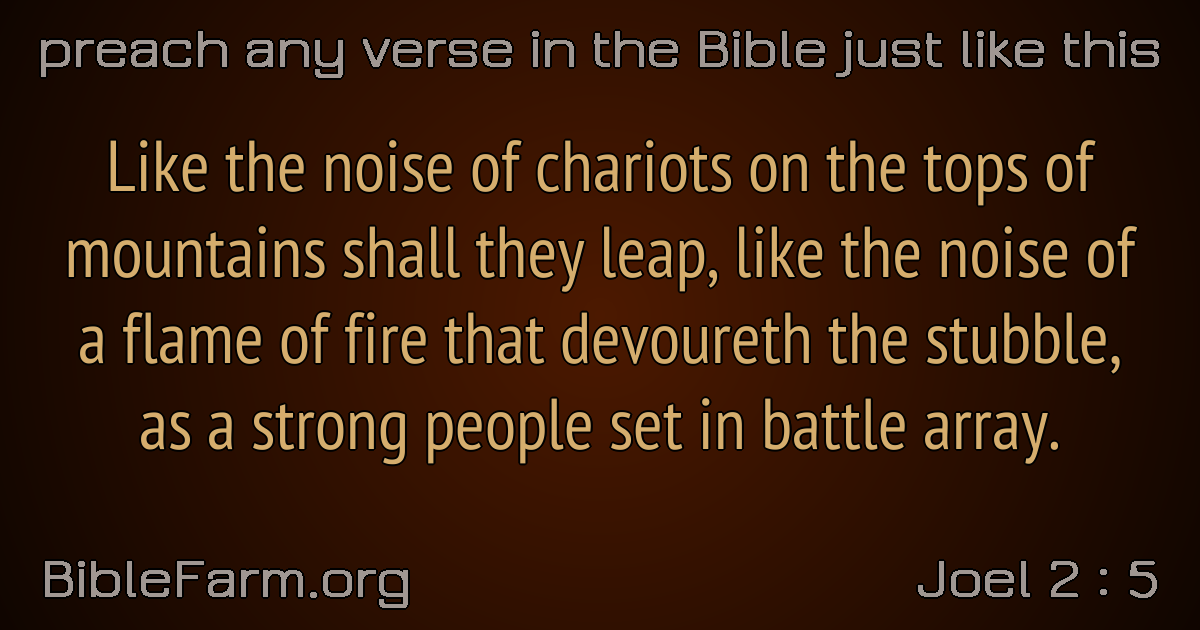 preach any verse in the Bible just like this
Like the noise of chariots on the tops of
mountains shall they leap, like the noise of
a flame of fire that devoureth the stubble,
as a strong people set in battle array.
BibleFarm.org
Joel 2 : 5